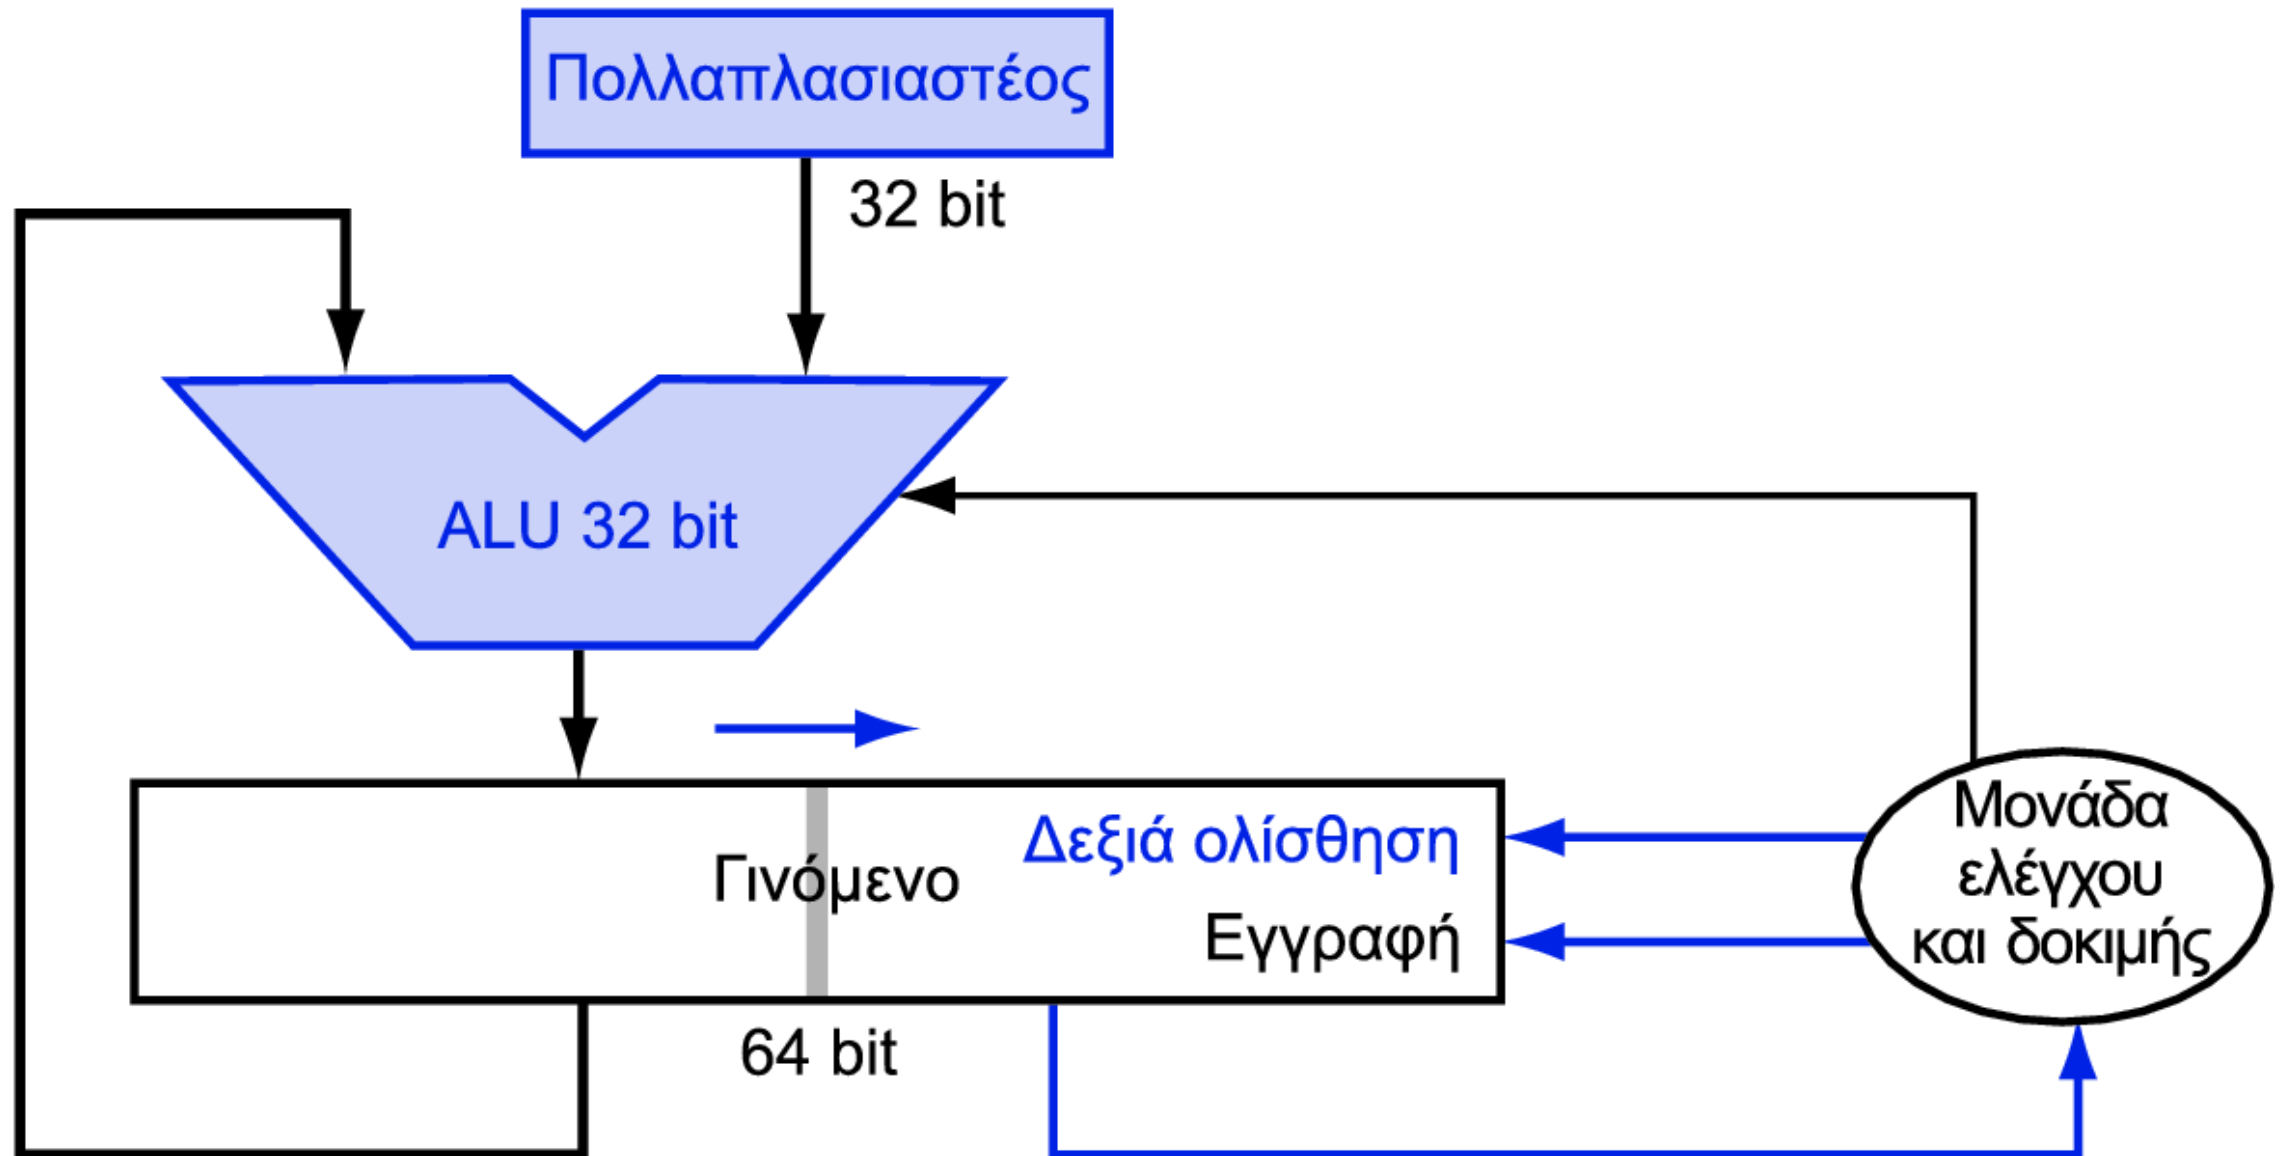 Πολλαπλασιαστέος
32 bit
ALU 32 bit
Γινόμενο
Δεξιά ολίσθηση
Εγγραφή
64 bit
Μονάδα
ελέγχου
και δοκιμής